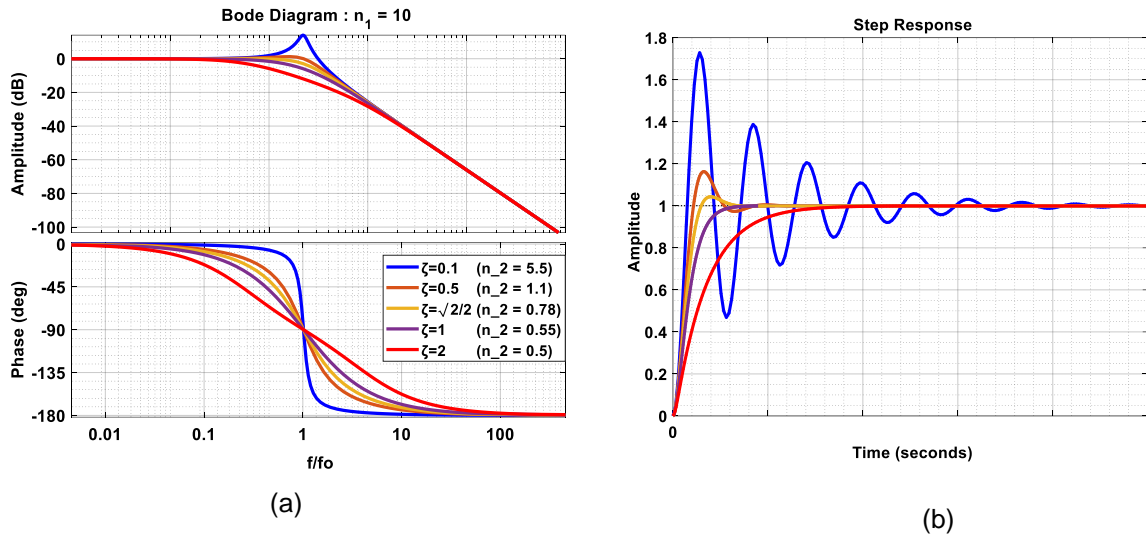 Bode Diagram : n_1 = 10
Amplitude (dB)
0
-20
-40
-60
-80
-100
Phase (deg)
0
-45
-90
-135
-180
ζ=0.1 (n_2 = 5.5)
ζ=0.5 (n_2 = 1.1)
ζ=√2/2 (n_2 = 0.78)
ζ=1 (n_2 = 0.55)
ζ=2 (n_2 = 0.5)
0.01 0.1 1 10 100
f/fo
(a)
Step Response
Amplitude
1.8
1.6
1.4
1.2
1
0.8
0.6
0.4
0.2
0
0
Time (seconds)
(b)